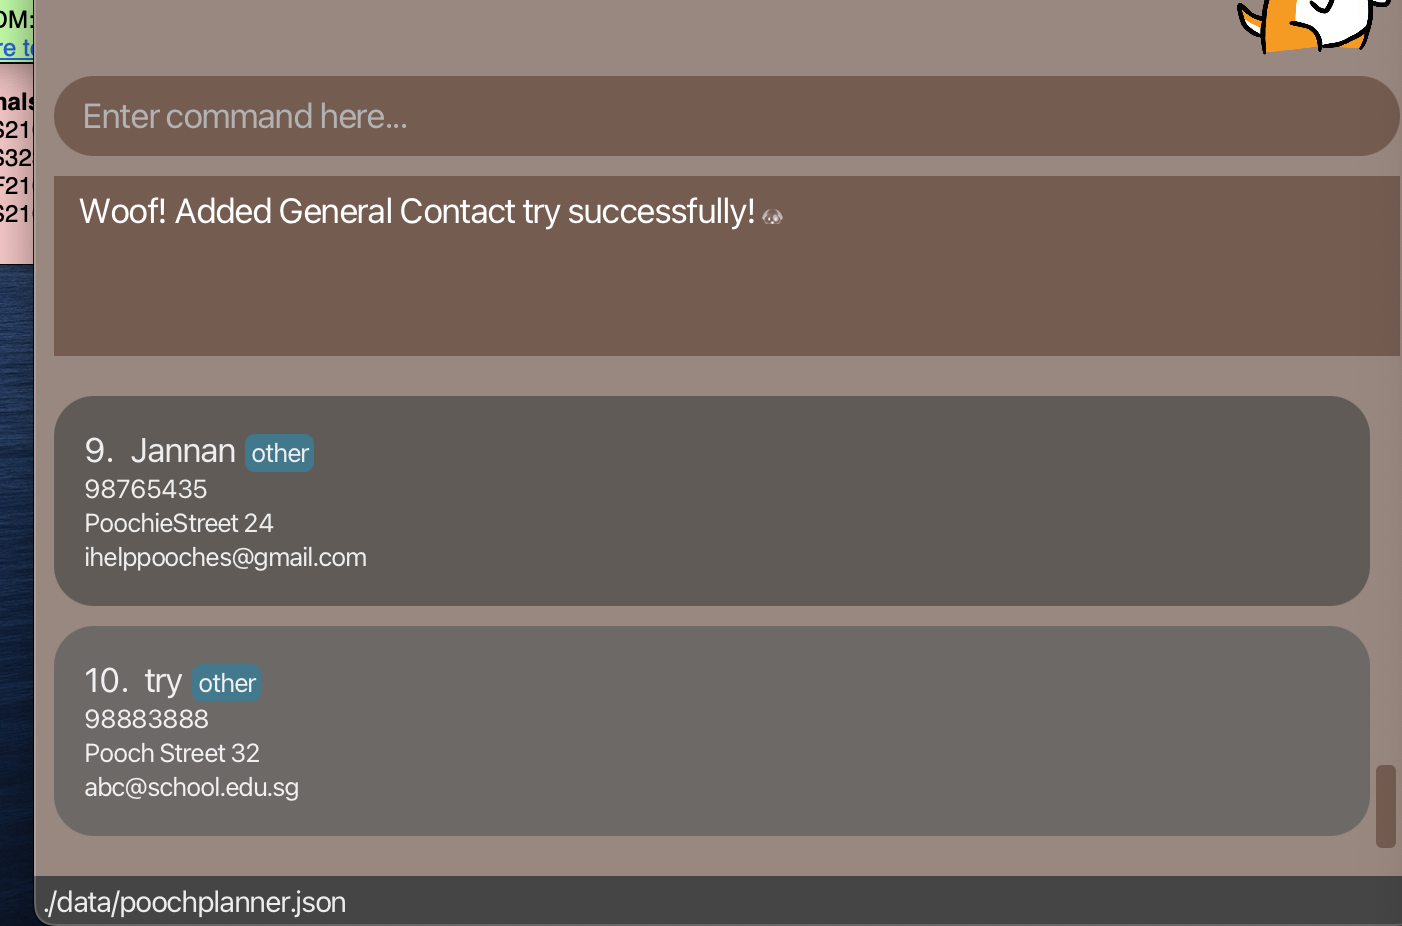 OM:
re to
nals
S21
S32
F21
S21
Enter command here...
Woof! Added General Contact try successfully!
9. Jannan other
98765435
PoochieStreet 24
ihelppooches@gmail.com
10. try other
98883888
Pooch Street 32
abc@school.edu.sg
./data/poochplanner.json